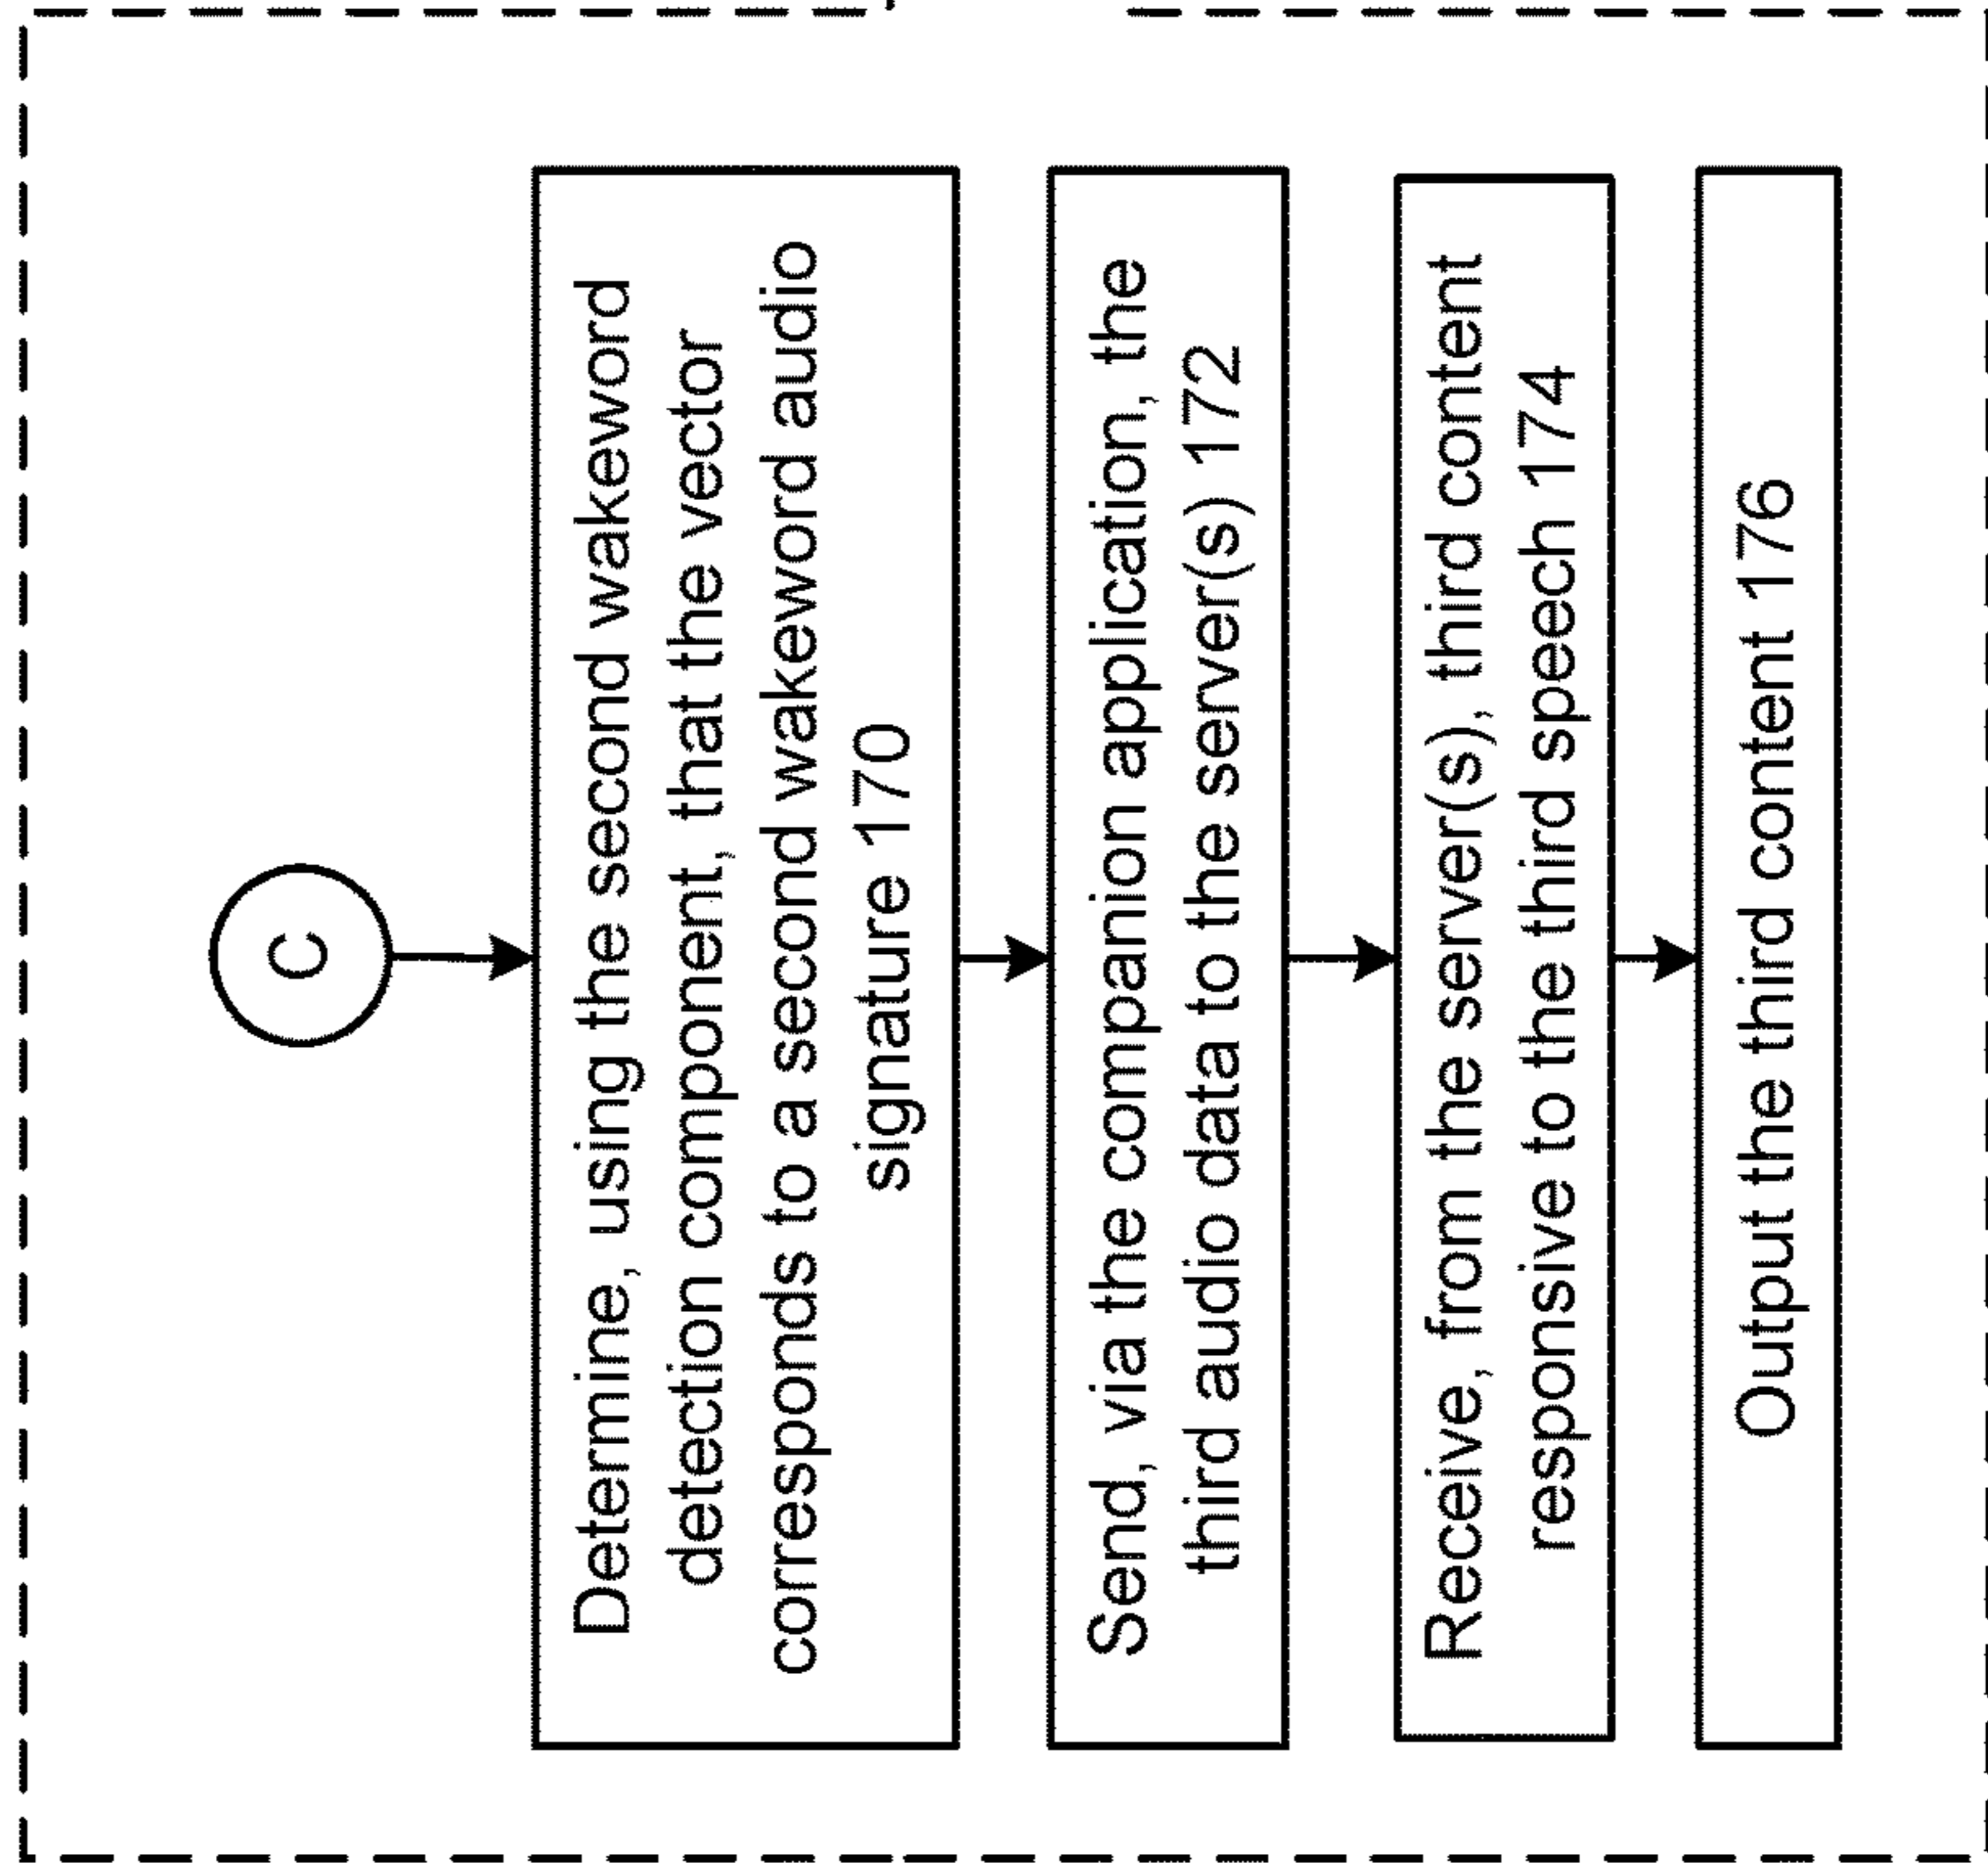 C
Determine, using the second wakeword
detection component, that the vector
corresponds to a second wakeword audio
signature 170
Send, via the companion application, the
third audio data to the server(s) 172
Receive, from the server(s), third content
responsive to the third speech 174
Output the third content 176